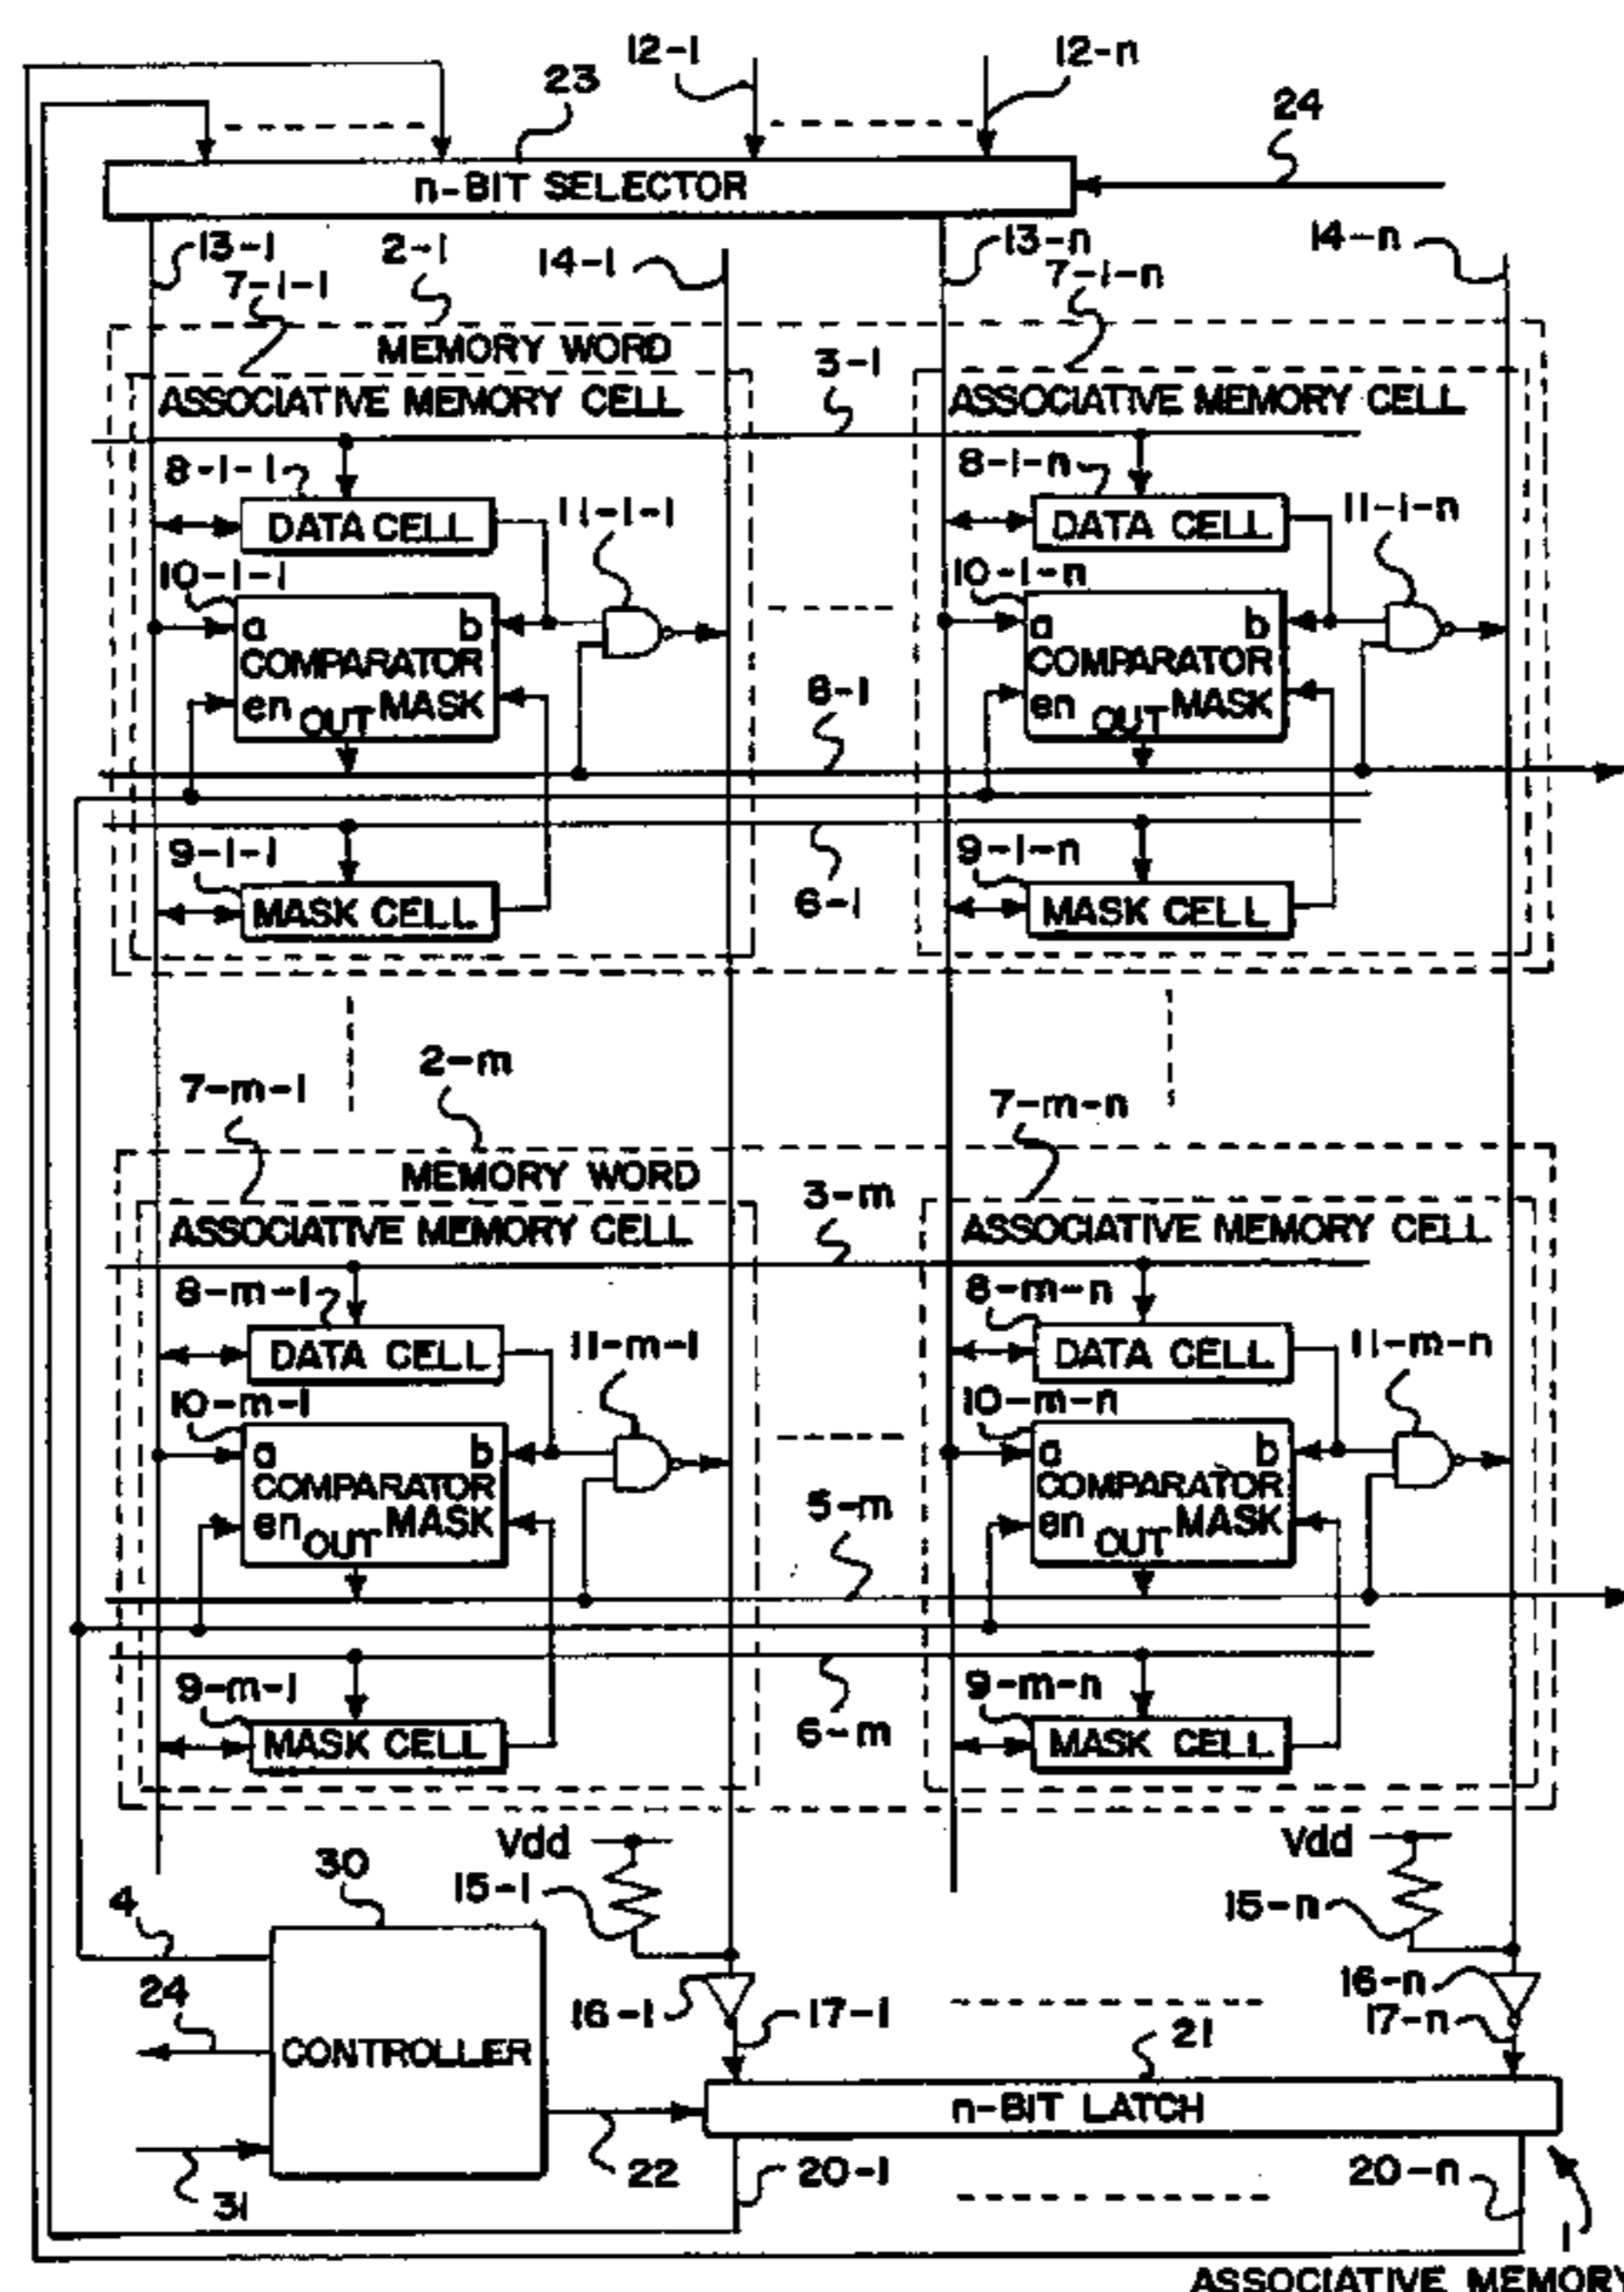 12-1
12-n
23
24
n-BIT SELECTOR
13-1
2-1
14-1
13-n
14-n
7-1-1
7-1-n
MEMORY WORD
3-1
ASSOCIATIVE MEMORY CELL
ASSOCIATIVE MEMORY CELL
8-1-1
8-1-n
11-1-1
11-1-n
DATA CELL
DATA CELL
10-1-1
10-1-n
a b
COMPARATOR
en OUT MASK
a b
COMPARATOR
en OUT MASK
8-1
9-1-1
9-1-n
6-1
MASK CELL
MASK CELL
2-m
7-m-1
7-m-n
MEMORY WORD
3-m
ASSOCIATIVE MEMORY CELL
ASSOCIATIVE MEMORY CELL
8-m-1
8-m-n
11-m-1
11-m-n
DATA CELL
DATA CELL
10-m-1
10-m-n
a b
COMPARATOR
en OUT MASK
a b
COMPARATOR
en OUT MASK
5-m
9-m-1
9-m-n
6-m
MASK CELL
MASK CELL
Vdd
Vdd
30
15-1
15-n
4
24
16-1
17-1
16-n
17-n
21
CONTROLLER
n-BIT LATCH
22
20-1
20-n
31
1
ASSOCIATIVE MEMORY